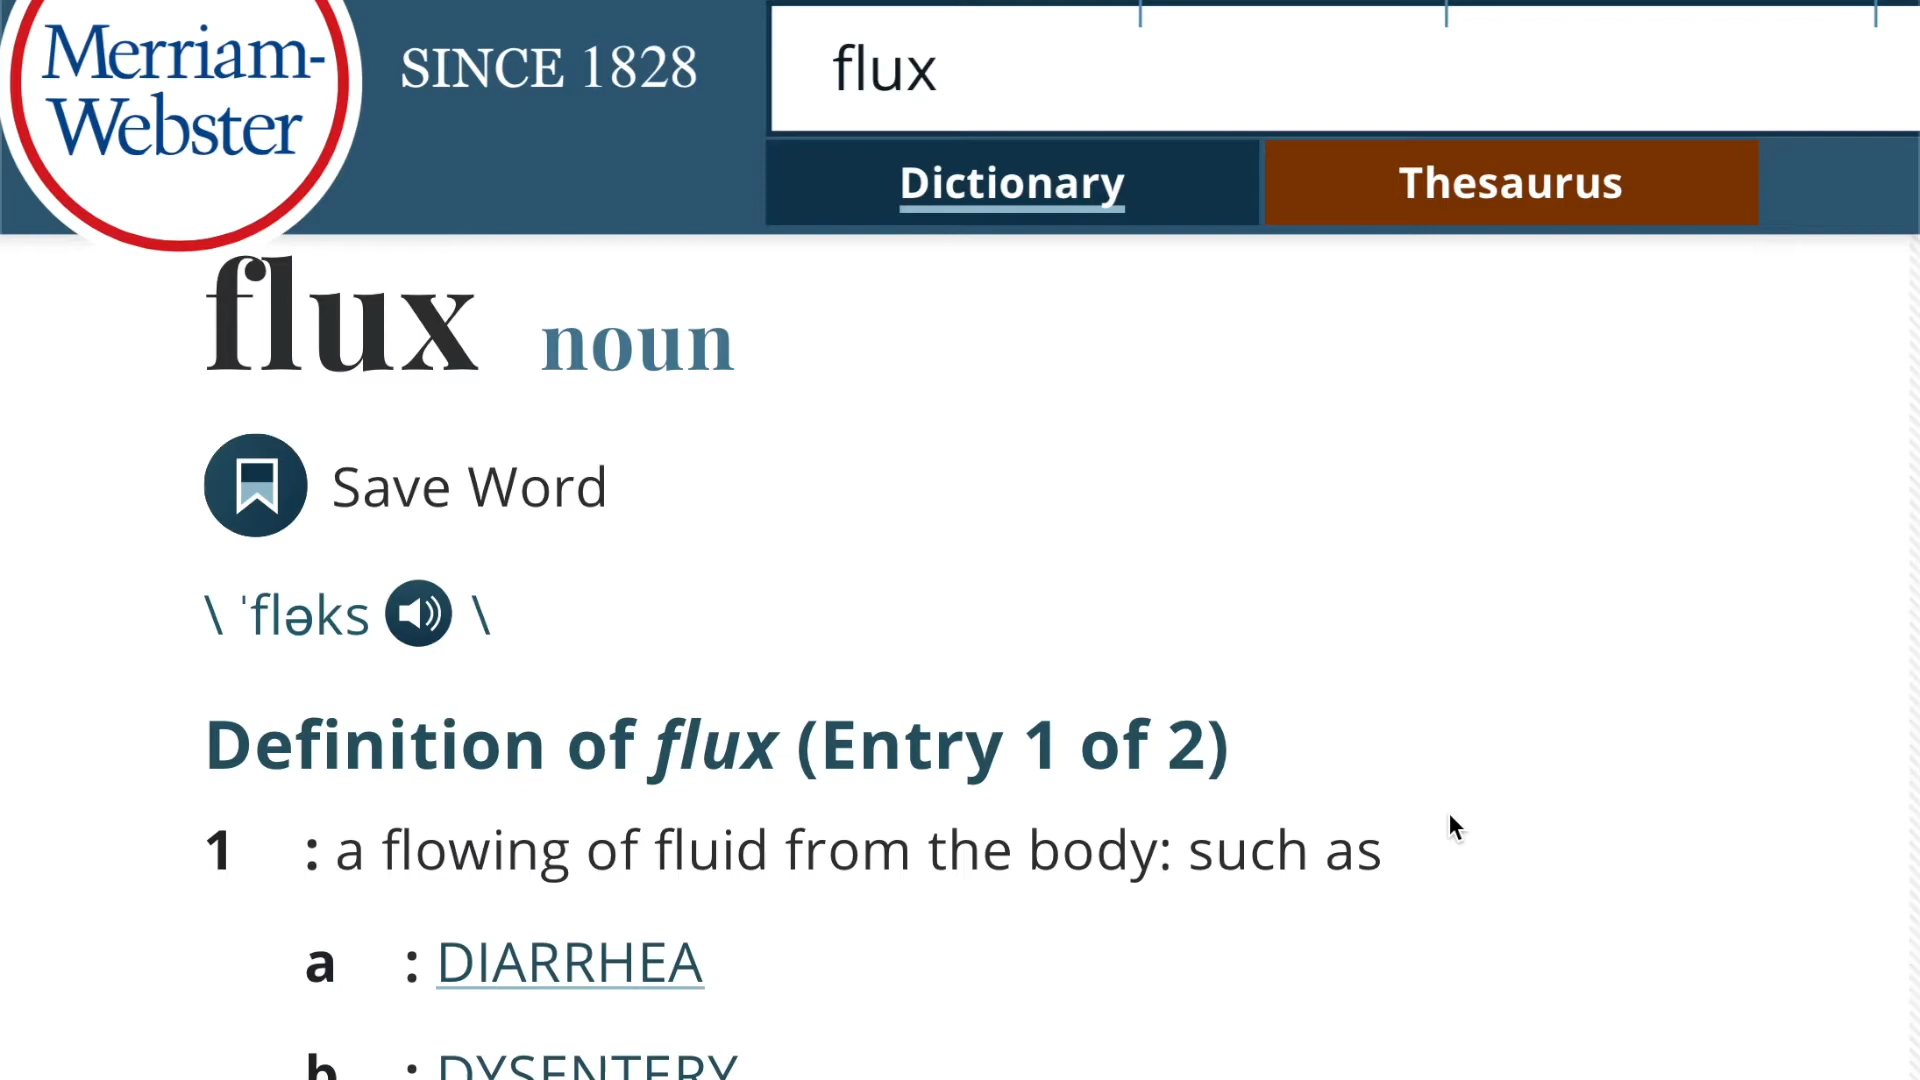 Merriam-
Webster
SINCE 1828
flux
Dictionary
Thesaurus
flux noun
Save Word
\ ˈfləks \
Definition of flux (Entry 1 of 2)
1 : a flowing of fluid from the body: such as
a : DIARRHEA
b : DYSENTERY